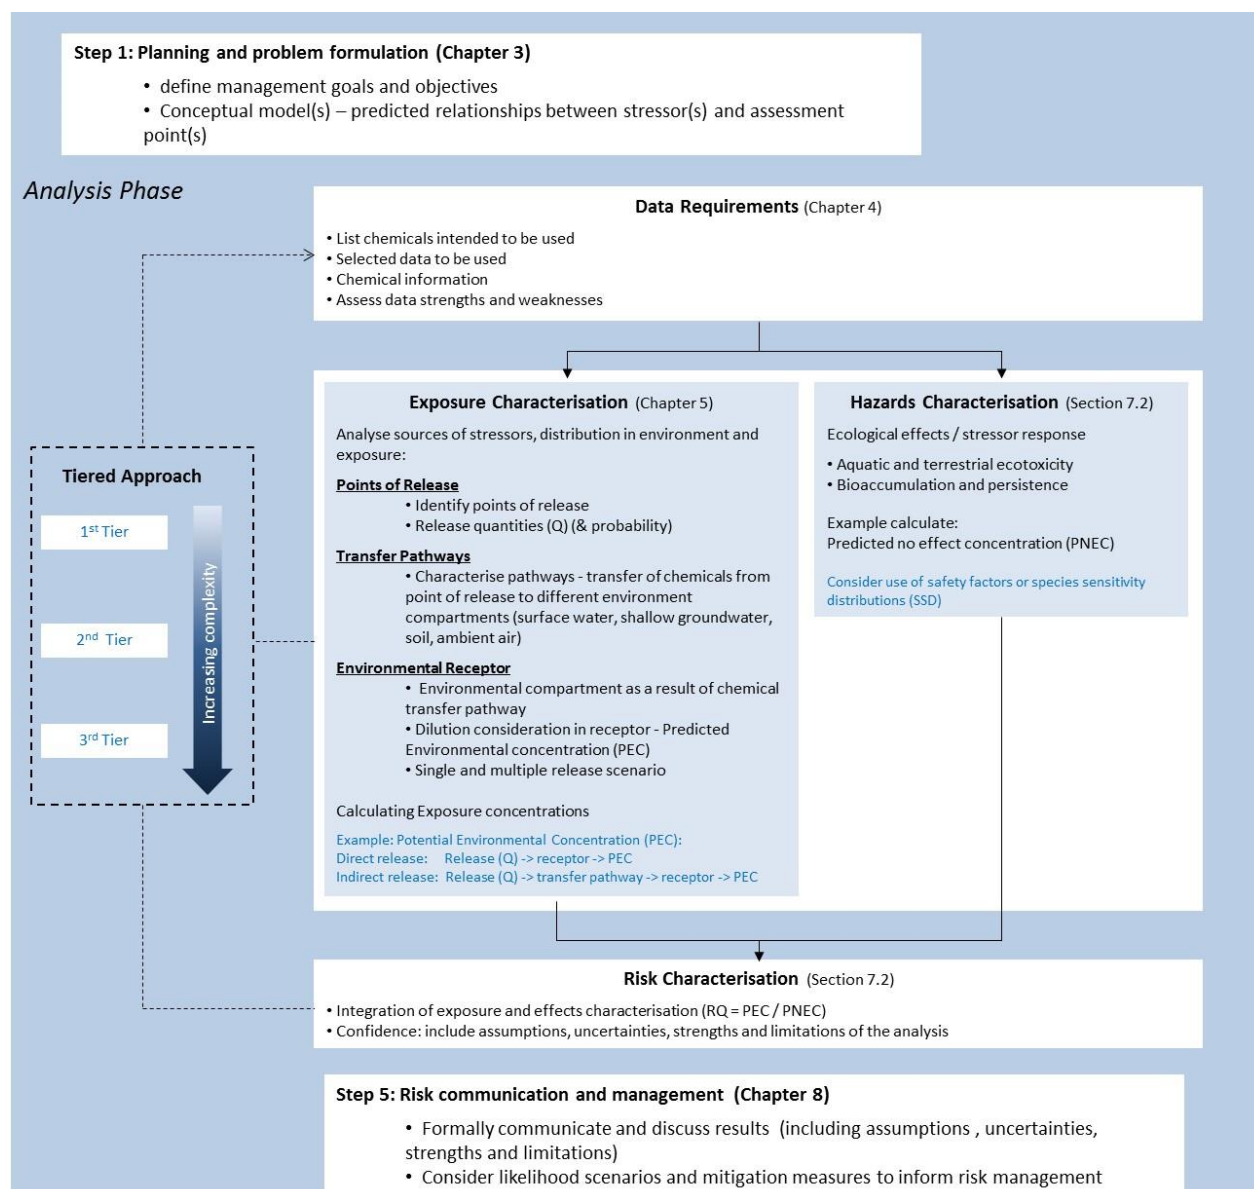 Step 1: Planning and problem formulation (Chapter 3)
• define management goals and objectives
• Conceptual model(s) – predicted relationships between stressor(s) and assessment
point(s)
Analysis Phase
Data Requirements (Chapter 4)
• List chemicals intended to be used
• Selected data to be used
• Chemical information
• Assess data strengths and weaknesses
Tiered Approach
1st Tier
2nd Tier
3rd Tier
Increasing complexity
Exposure Characterisation (Chapter 5)
Analyse sources of stressors, distribution in environment and
exposure:
Points of Release
• Identify points of release
• Release quantities (Q) (& probability)
Transfer Pathways
• Characterise pathways - transfer of chemicals from
point of release to different environment
compartments (surface water, shallow groundwater,
soil, ambient air)
Environmental Receptor
• Environmental compartment as a result of chemical
transfer pathway
• Dilution consideration in receptor - Predicted
Environmental concentration (PEC)
• Single and multiple release scenario
Calculating Exposure concentrations
Example: Potential Environmental Concentration (PEC):
Direct release: Release (Q) -> receptor -> PEC
Indirect release: Release (Q) -> transfer pathway -> receptor -> PEC
Hazards Characterisation (Section 7.2)
Ecological effects / stressor response
• Aquatic and terrestrial ecotoxicity
• Bioaccumulation and persistence
Example calculate:
Predicted no effect concentration (PNEC)
Consider use of safety factors or species sensitivity
distributions (SSD)
Risk Characterisation (Section 7.2)
• Integration of exposure and effects characterisation (RQ = PEC / PNEC)
• Confidence: include assumptions, uncertainties, strengths and limitations of the analysis
Step 5: Risk communication and management (Chapter 8)
• Formally communicate and discuss results (including assumptions , uncertainties,
strengths and limitations)
• Consider likelihood scenarios and mitigation measures to inform risk management